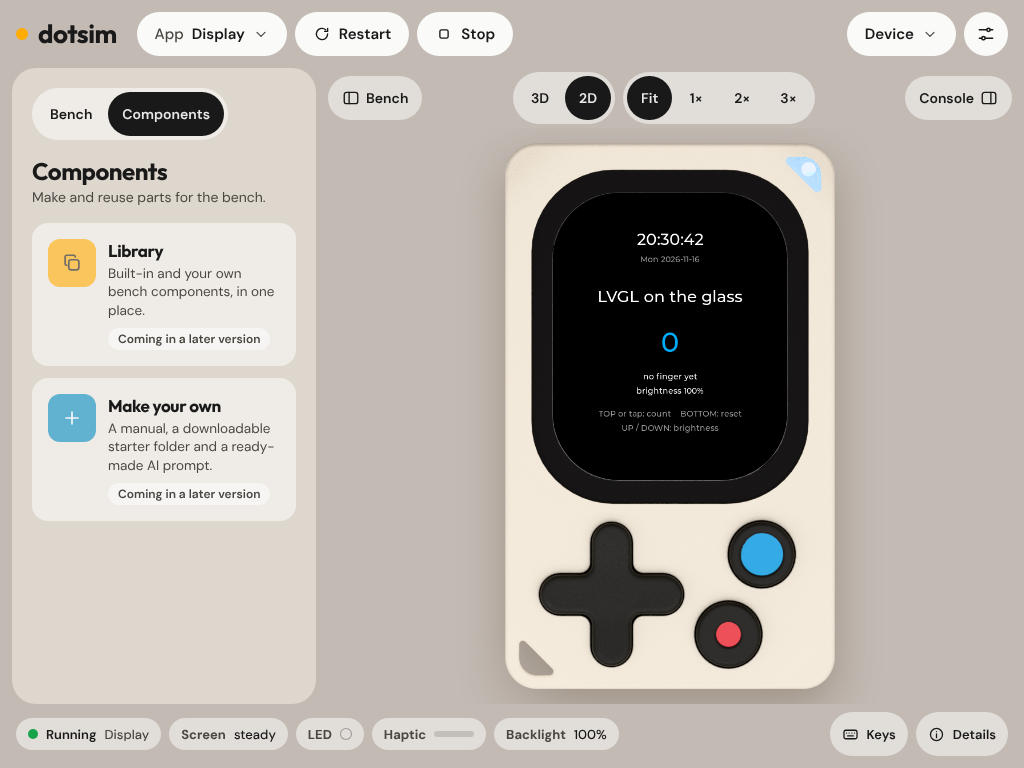 dotsim
App Display
Restart
Stop
Device
Bench
Components
Components
Make and reuse parts for the bench.
Library
Built-in and your own
bench components, in one
place.
Coming in a later version
Make your own
A manual, a downloadable
starter folder and a ready-
made AI prompt.
Coming in a later version
Bench
3D
2D
Fit
1×
2×
3×
Console
20:30:42
Mon 2026-11-16
LVGL on the glass
0
no finger yet
brightness 100%
TOP or tap: count BOTTOM: reset
UP / DOWN: brightness
Running Display
Screen steady
LED
Haptic
Backlight 100%
Keys
Details